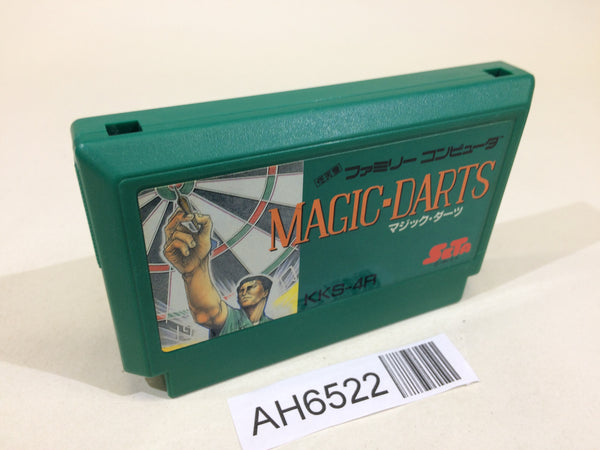 ファミリー コンピュータ
MAGIC·DARTS
マジック・ダーツ
SETA
KKS-4R
AH6522